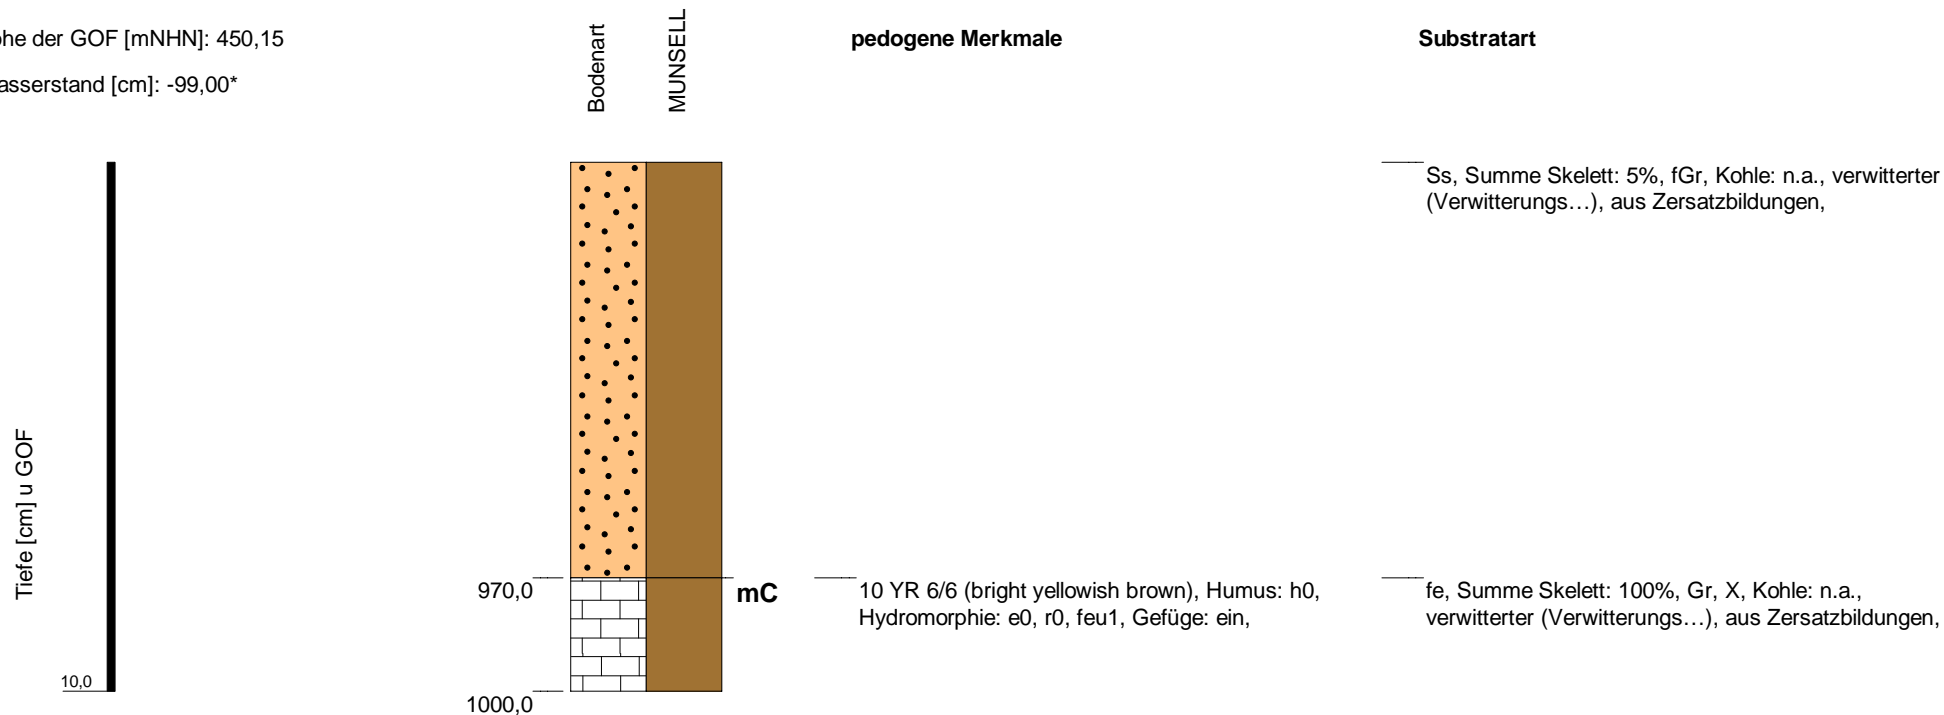 ohe der GOF [mNHN]: 450,15
asserstand [cm]: -99,00*
Bodenart
MUNSELL
pedogene Merkmale
Substratart
Ss, Summe Skelett: 5%, fGr, Kohle: n.a., verwitterter
(Verwitterungs…), aus Zersatzbildungen,
Tiefe [cm] u GOF
970,0
mC
10 YR 6/6 (bright yellowish brown), Humus: h0,
Hydromorphie: e0, r0, feu1, Gefüge: ein,
fe, Summe Skelett: 100%, Gr, X, Kohle: n.a.,
verwitterter (Verwitterungs…), aus Zersatzbildungen,
10,0
1000,0